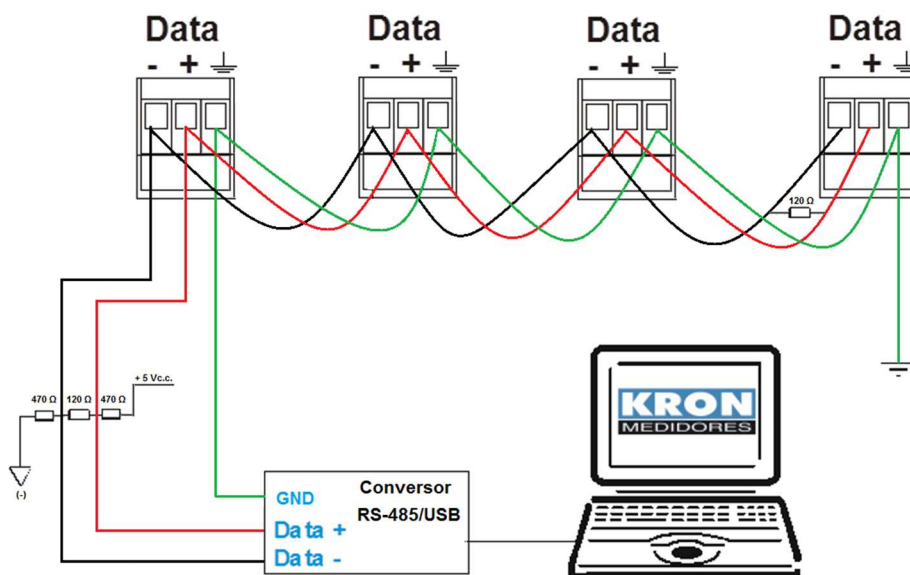 Data Data Data Data
- + - + - + - +
120 Ω
+ 5 Vc.c.
470 Ω 120 Ω 470 Ω
(-)
KRON
MEDIDORES
GND Conversor
RS-485/USB
Data +
Data -